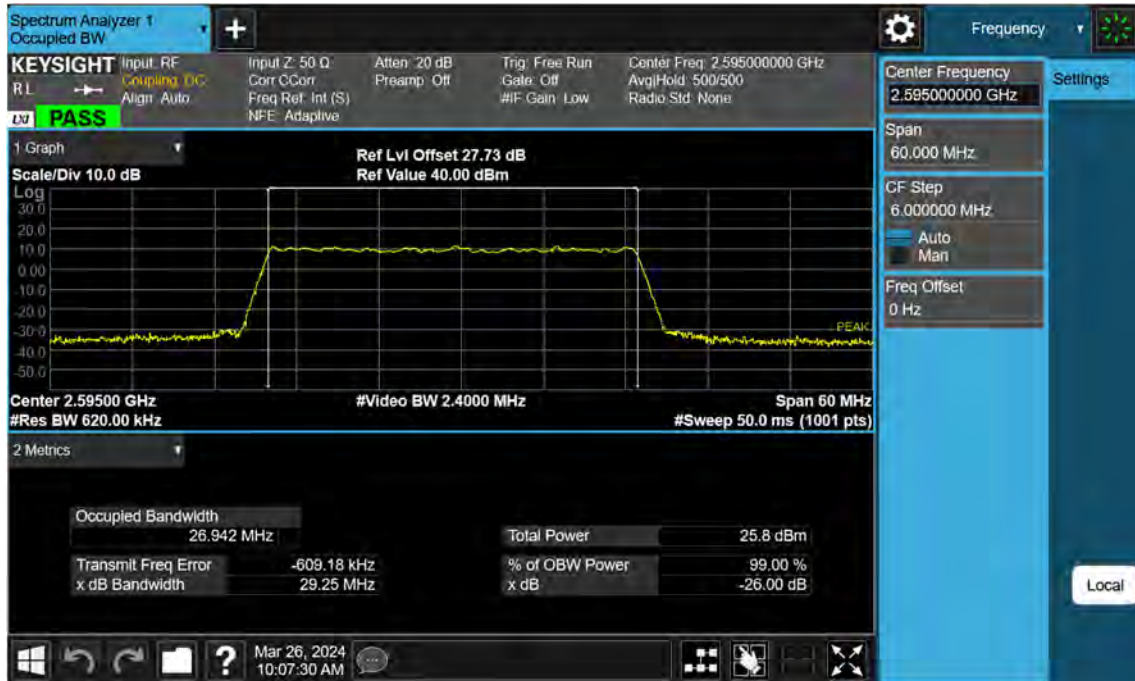 Spectrum Analyzer 1
Occupied BW
+
Frequency
KEYSIGHT
R L
LXI
PASS
Input: RF
Coupling: DC
Align: Auto
Input Z: 50 Ω
Corr CCorr
Freq Ref: Int (S)
NFE: Adaptive
Atten: 20 dB
Preamp: Off
Trig: Free Run
Gate: Off
#IF Gain: Low
Center Freq: 2.595000000 GHz
Avg|Hold: 500/500
Radio Std: None
Center Frequency
2.595000000 GHz
Settings
Span
60.000 MHz
CF Step
6.000000 MHz
Auto
Man
Freq Offset
0 Hz
1 Graph
Scale/Div 10.0 dB
Ref Lvl Offset 27.73 dB
Ref Value 40.00 dBm
Log
30.0
20.0
10.0
0.00
-10.0
-20.0
-30.0
-40.0
-50.0
PEAK
Center 2.59500 GHz
#Video BW 2.4000 MHz
Span 60 MHz
#Res BW 620.00 kHz
#Sweep 50.0 ms (1001 pts)
2 Metrics
Occupied Bandwidth
26.942 MHz
Total Power 25.8 dBm
Transmit Freq Error -609.18 kHz
% of OBW Power 99.00 %
x dB Bandwidth 29.25 MHz
x dB -26.00 dB
Local
?
Mar 26, 2024
10:07:30 AM